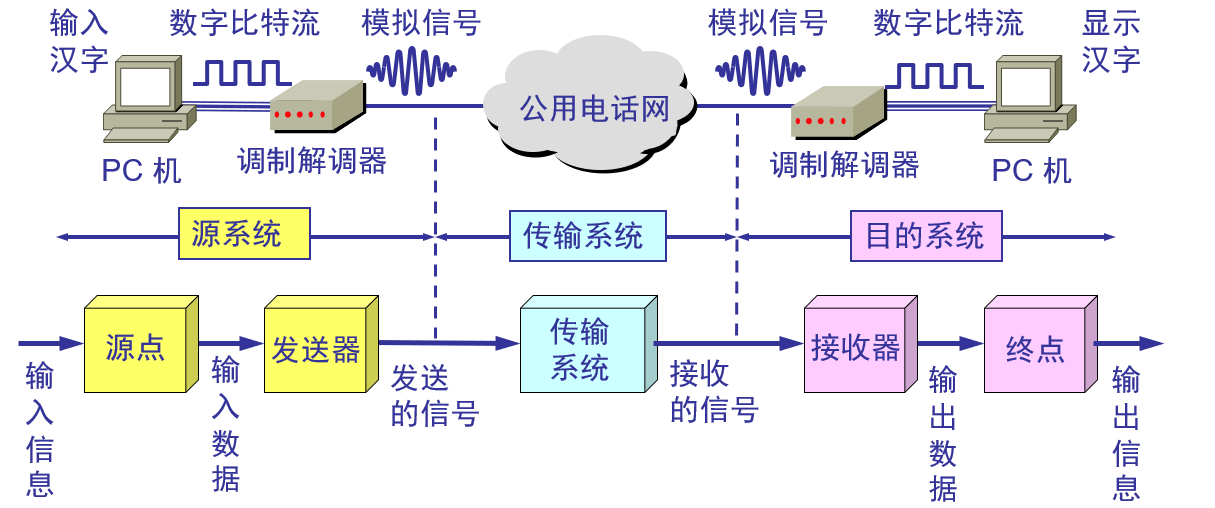 输入
汉字
数字比特流
模拟信号
模拟信号
数字比特流
显示
汉字
公用电话网
PC 机
调制解调器
调制解调器
PC 机
源系统
传输系统
目的系统
源点
发送器
传输
系统
接收器
终点
输入信息
输入数据
发送
的信号
接收
的信号
输出数据
输出信息